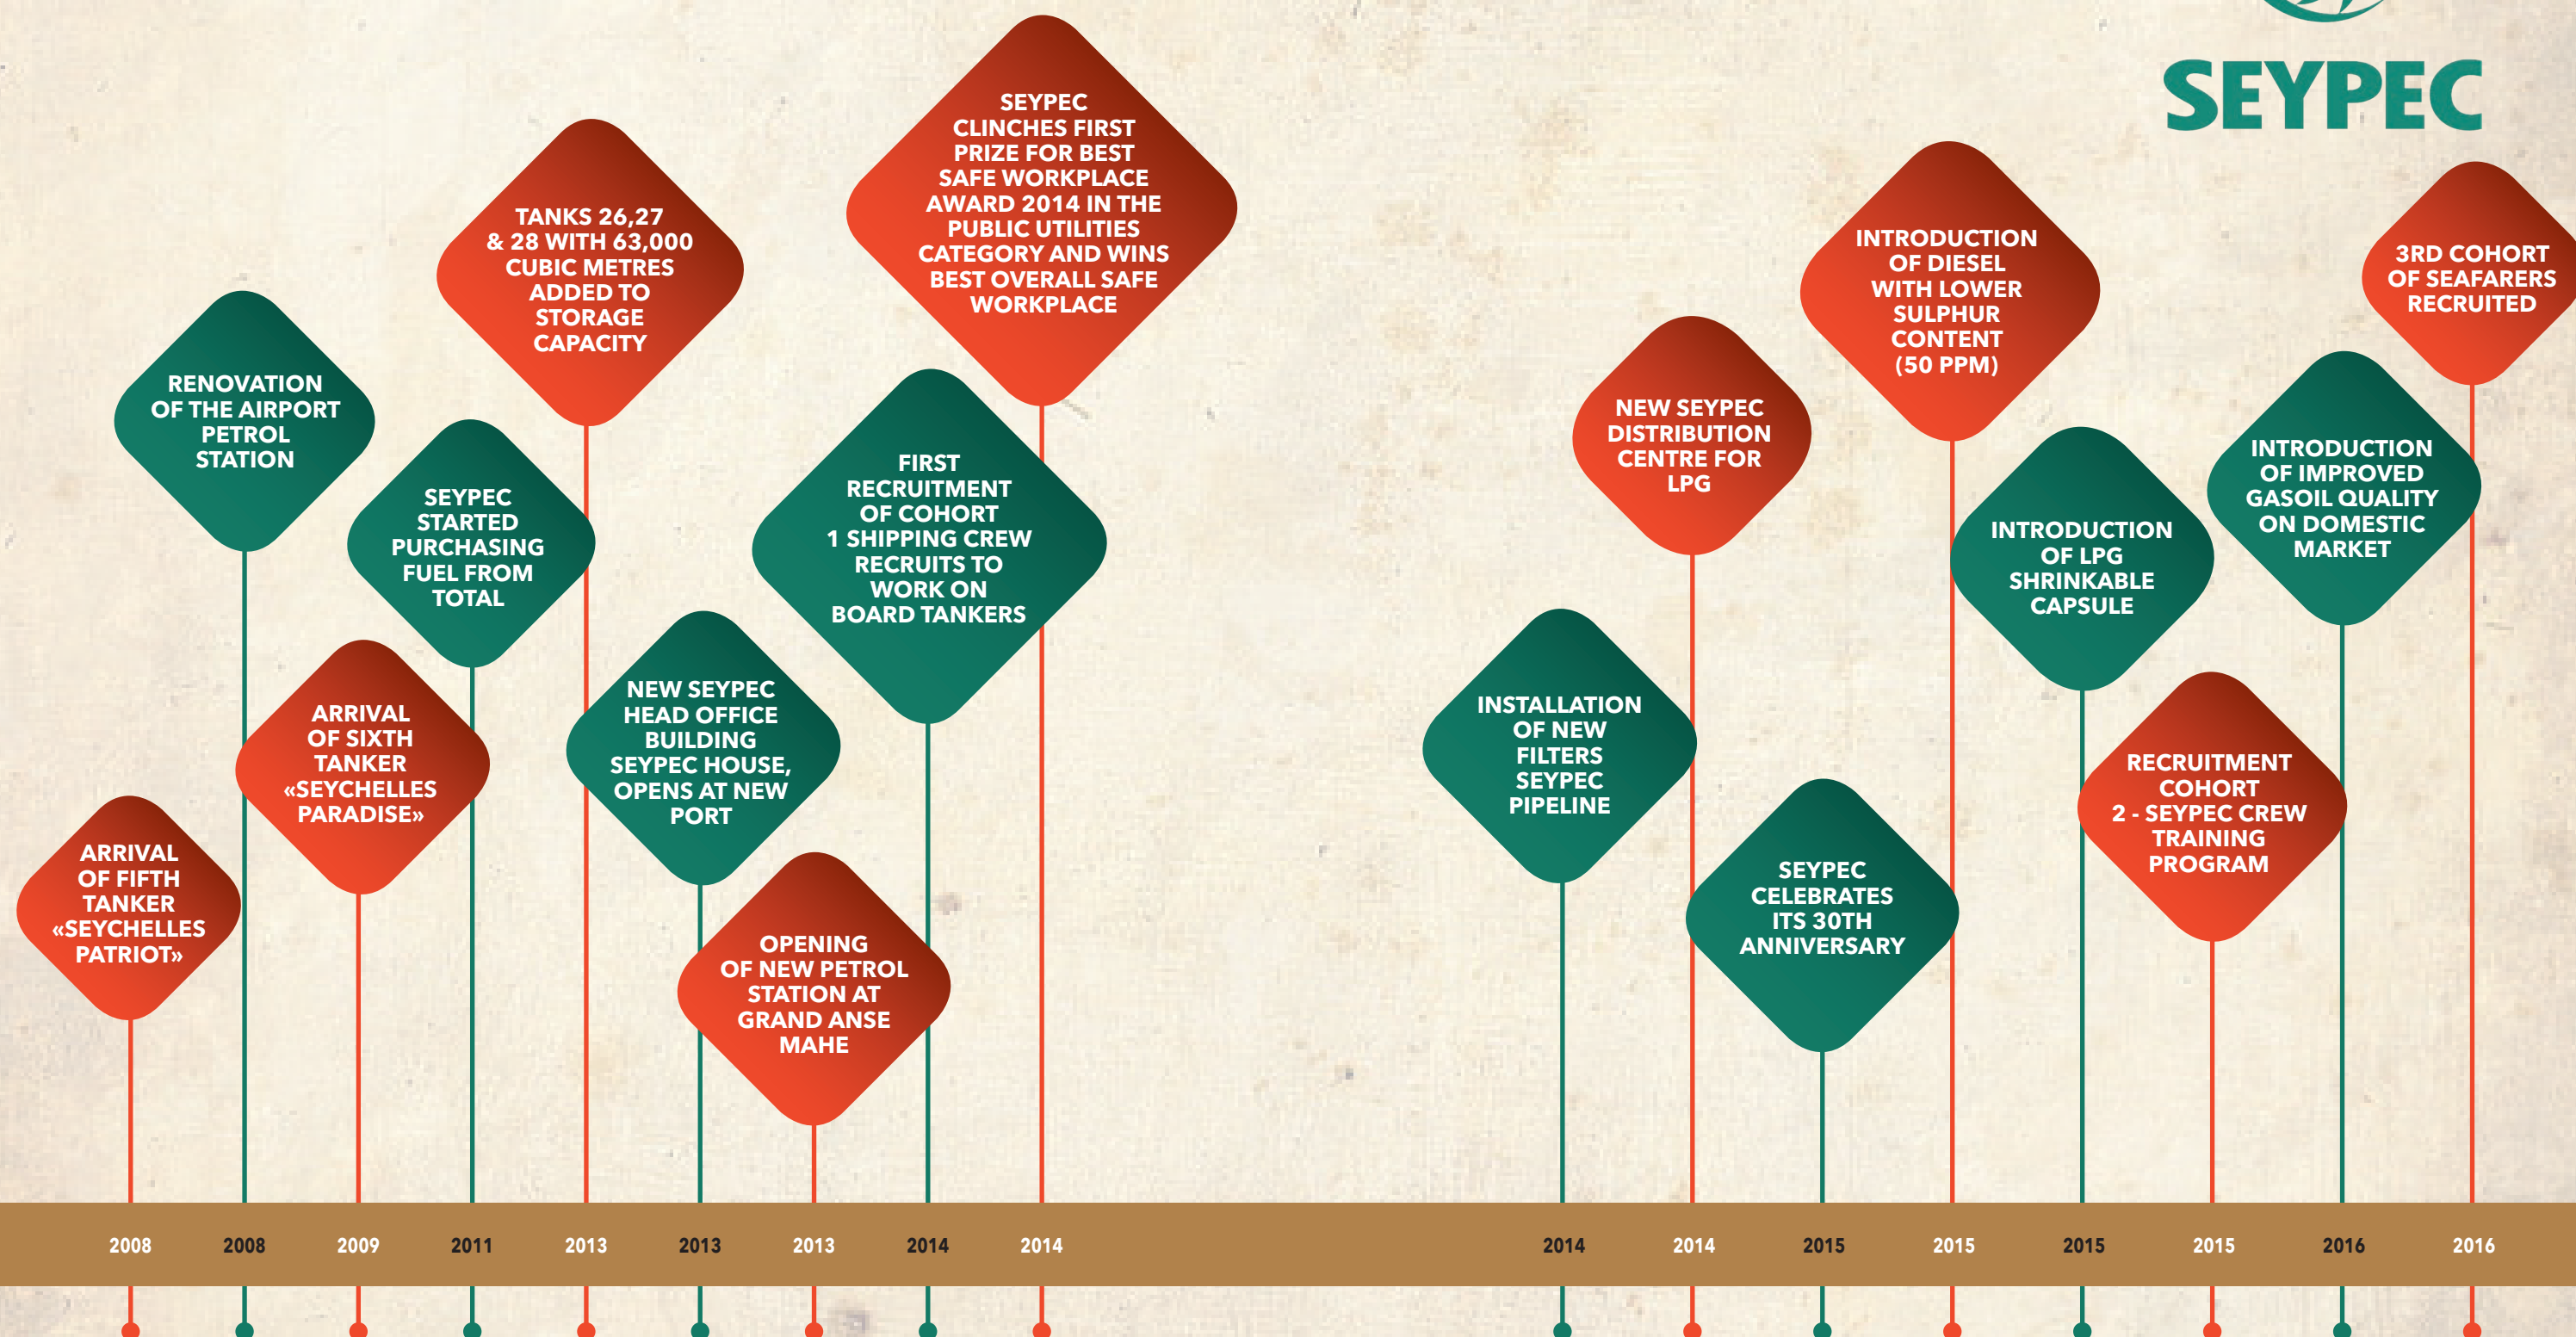 SEYPEC
ARRIVAL
OF FIFTH
TANKER
«SEYCHELLES
PATRIOT»
RENOVATION
OF THE AIRPORT
PETROL
STATION
ARRIVAL
OF SIXTH
TANKER
«SEYCHELLES
PARADISE»
SEYPEC
STARTED
PURCHASING
FUEL FROM
TOTAL
TANKS 26,27
& 28 WITH 63,000
CUBIC METRES
ADDED TO
STORAGE
CAPACITY
NEW SEYPEC
HEAD OFFICE
BUILDING
SEYPEC HOUSE,
OPENS AT NEW
PORT
OPENING
OF NEW PETROL
STATION AT
GRAND ANSE
MAHE
FIRST
RECRUITMENT
OF COHORT
1 SHIPPING CREW
RECRUITS TO
WORK ON
BOARD TANKERS
SEYPEC
CLINCHES FIRST
PRIZE FOR BEST
SAFE WORKPLACE
AWARD 2014 IN THE
PUBLIC UTILITIES
CATEGORY AND WINS
BEST OVERALL SAFE
WORKPLACE
INSTALLATION
OF NEW
FILTERS
SEYPEC
PIPELINE
NEW SEYPEC
DISTRIBUTION
CENTRE FOR
LPG
SEYPEC
CELEBRATES
ITS 30TH
ANNIVERSARY
INTRODUCTION
OF DIESEL
WITH LOWER
SULPHUR
CONTENT
(50 PPM)
INTRODUCTION
OF LPG
SHRINKABLE
CAPSULE
RECRUITMENT
COHORT
2 - SEYPEC CREW
TRAINING
PROGRAM
INTRODUCTION
OF IMPROVED
GASOIL QUALITY
ON DOMESTIC
MARKET
3RD COHORT
OF SEAFARERS
RECRUITED
2008 2008 2009 2011 2013 2013 2013 2014 2014 2014 2014 2015 2015 2015 2015 2016 2016